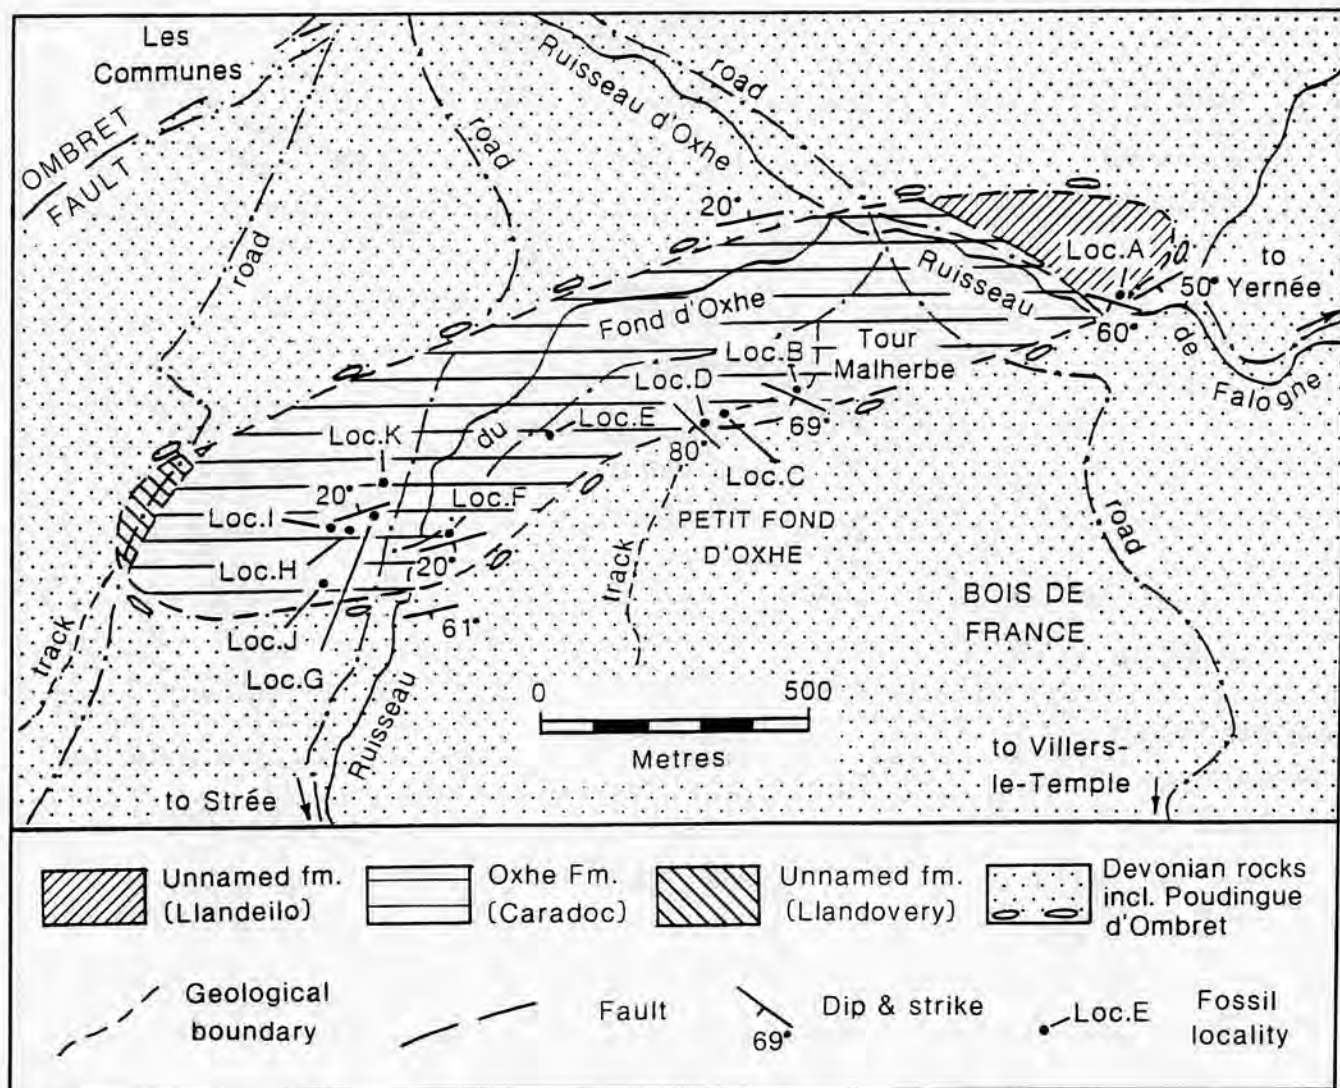 Les
Communes
OMBRET
FAULT
road
road
Ruisseau d'Oxhe
road
20°
Loc.A
to
Yernée
50°
60°
Ruisseau
de
Falogne
Fond d'Oxhe
du
Ruisseau
Tour
Malherbe
Loc.B
Loc.D
Loc.E
69°
80°
Loc.C
Loc.K
20°
Loc.I
Loc.F
Loc.H
20°
PETIT FOND
D'OXHE
track
road
BOIS DE
FRANCE
61°
Loc.J
Loc.G
track
0 500
Metres
to Strée
to Villers-
le-Temple
Unnamed fm.
(Llandeilo)
Oxhe Fm.
(Caradoc)
Unnamed fm.
(Llandovery)
Devonian rocks
incl. Poudingue
d'Ombret
Geological
boundary
Fault
Dip & strike
69°
Loc.E
Fossil
locality